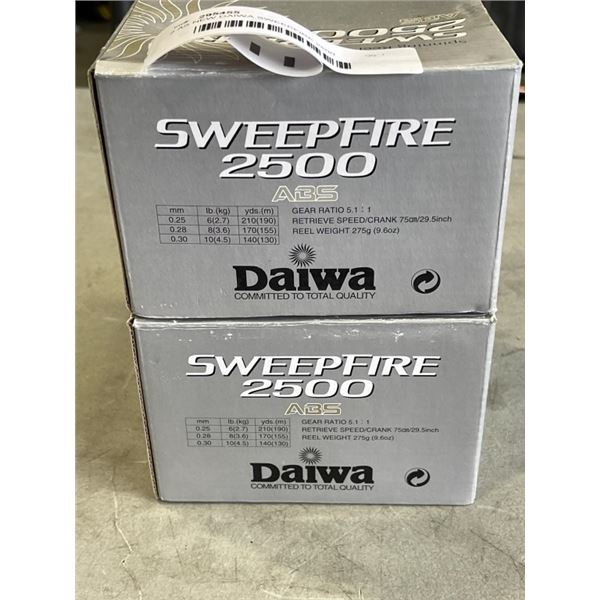 295455
NEW DAIWA SWEEPFIRE
2500
SWEEPFIRE
2500
ABS
mm lb.(kg) yds.(m)
0.25 6(2.7) 210(190)
0.28 8(3.6) 170(155)
0.30 10(4.5) 140(130)
GEAR RATIO 5.1 : 1
RETRIEVE SPEED/CRANK 75cm/29.5inch
REEL WEIGHT 275g (9.6oz)
Daiwa
COMMITTED TO TOTAL QUALITY
SWEEPFIRE
2500
ABS
mm lb.(kg) yds.(m)
0.25 6(2.7) 210(190)
0.28 8(3.6) 170(155)
0.30 10(4.5) 140(130)
GEAR RATIO 5.1 : 1
RETRIEVE SPEED/CRANK 75cm/29.5inch
REEL WEIGHT 275g (9.6oz)
Daiwa
COMMITTED TO TOTAL QUALITY